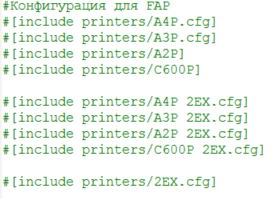 #Конфигурация для FAP
#[include printers/A4P.cfg]
#[include printers/A3P.cfg]
#[include printers/A2P]
#[include printers/C600P]
#[include printers/A4P 2EX.cfg]
#[include printers/A3P 2EX.cfg]
#[include printers/A2P 2EX.cfg]
#[include printers/C600P 2EX.cfg]
#[include printers/2EX.cfg]